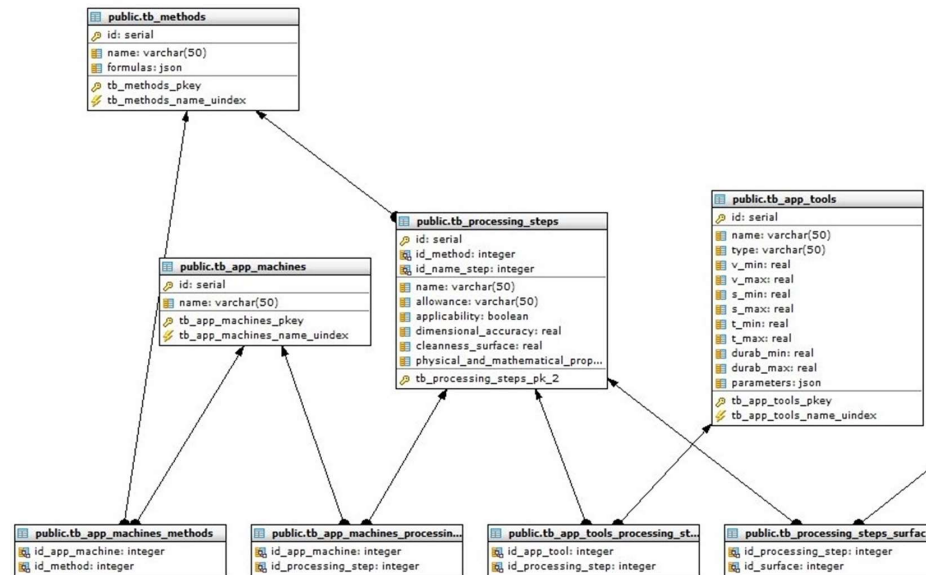 public.tb_methods
id: serial
name: varchar(50)
formulas: json
tb_methods_pkey
tb_methods_name_uindex
public.tb_processing_steps
id: serial
id_method: integer
id_name_step: integer
name: varchar(50)
allowance: varchar(50)
applicability: boolean
dimensional_accuracy: real
cleanness_surface: real
physical_and_mathematical_prop...
tb_processing_steps_pk_2
public.tb_app_tools
id: serial
name: varchar(50)
type: varchar(50)
v_min: real
v_max: real
s_min: real
s_max: real
t_min: real
t_max: real
durab_min: real
durab_max: real
parameters: json
tb_app_tools_pkey
tb_app_tools_name_uindex
public.tb_app_machines
id: serial
name: varchar(50)
tb_app_machines_pkey
tb_app_machines_name_uindex
public.tb_app_machines_methods
id_app_machine: integer
id_method: integer
public.tb_app_machines_processin...
id_app_machine: integer
id_processing_step: integer
public.tb_app_tools_processing_st...
id_app_tool: integer
id_processing_step: integer
public.tb_processing_steps_surfac
id_processing_step: integer
id_surface: integer